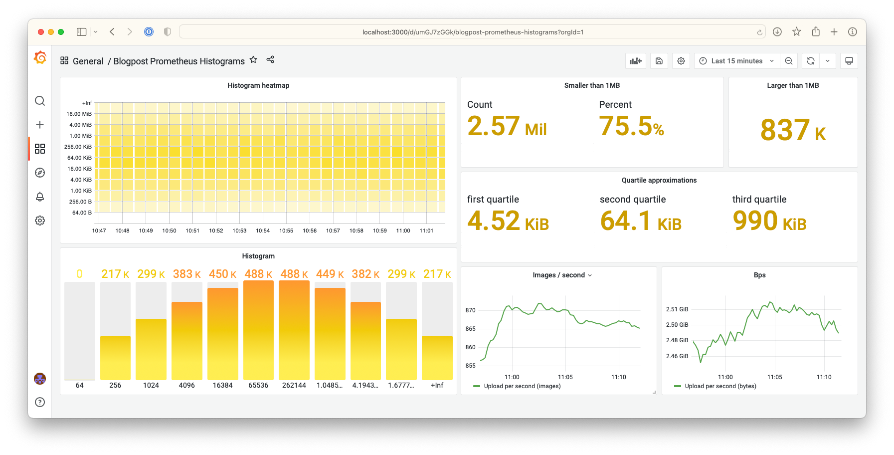 localhost:3000/d/umGJ7zGGk/blogpost-prometheus-histograms?orgId=1
General / Blogpost Prometheus Histograms
Last 15 minutes
Histogram heatmap
+Inf
16.00 MiB
4.00 MiB
1.00 MiB
256.00 KiB
64.00 KiB
16.00 KiB
4.00 KiB
1.00 KiB
256.00 B
64.00 B
10:47 10:48 10:49 10:50 10:51 10:52 10:53 10:54 10:55 10:56 10:57 10:58 10:59 11:00 11:01
Smaller than 1MB
Count Percent
2.57 Mil 75.5%
Larger than 1MB
837 K
Quartile approximations
first quartile second quartile third quartile
4.52 KiB 64.1 KiB 990 KiB
Histogram
0 217 K 299 K 383 K 450 K 488 K 488 K 449 K 382 K 299 K 217 K
64 256 1024 4096 16384 65536 262144 1.0485... 4.1943... 1.6777... +Inf
Images / second
870
865
860
855
11:00 11:05 11:10
Upload per second (images)
Bps
2.51 GiB
2.50 GiB
2.48 GiB
2.46 GiB
11:00 11:05 11:10
Upload per second (bytes)